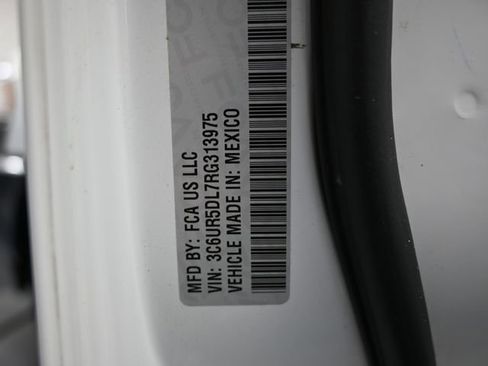 MFD BY: FCA US LLC
VIN: 3C6UR5DL7RG313975
VEHICLE MADE IN: MEXICO